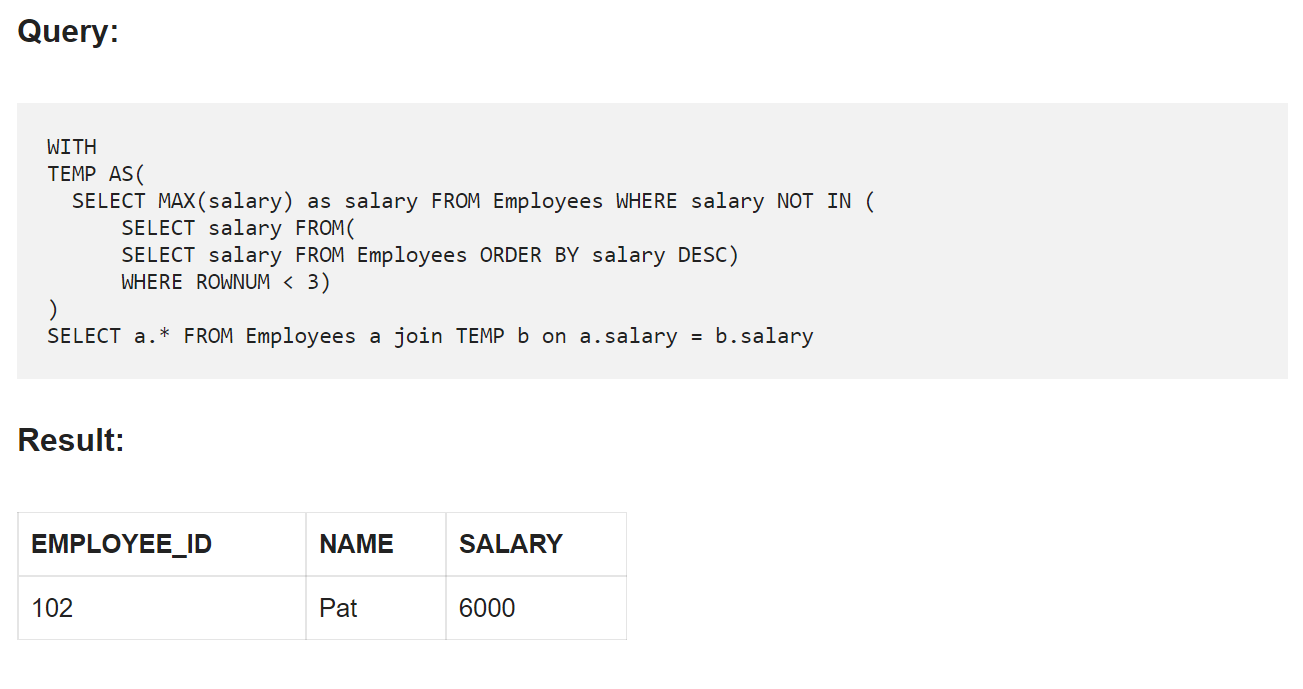 Query:
WITH
TEMP AS(
  SELECT MAX(salary) as salary FROM Employees WHERE salary NOT IN (
      SELECT salary FROM(
      SELECT salary FROM Employees ORDER BY salary DESC)
      WHERE ROWNUM < 3)
)
SELECT a.* FROM Employees a join TEMP b on a.salary = b.salary
Result:
EMPLOYEE_ID NAME SALARY
102 Pat 6000